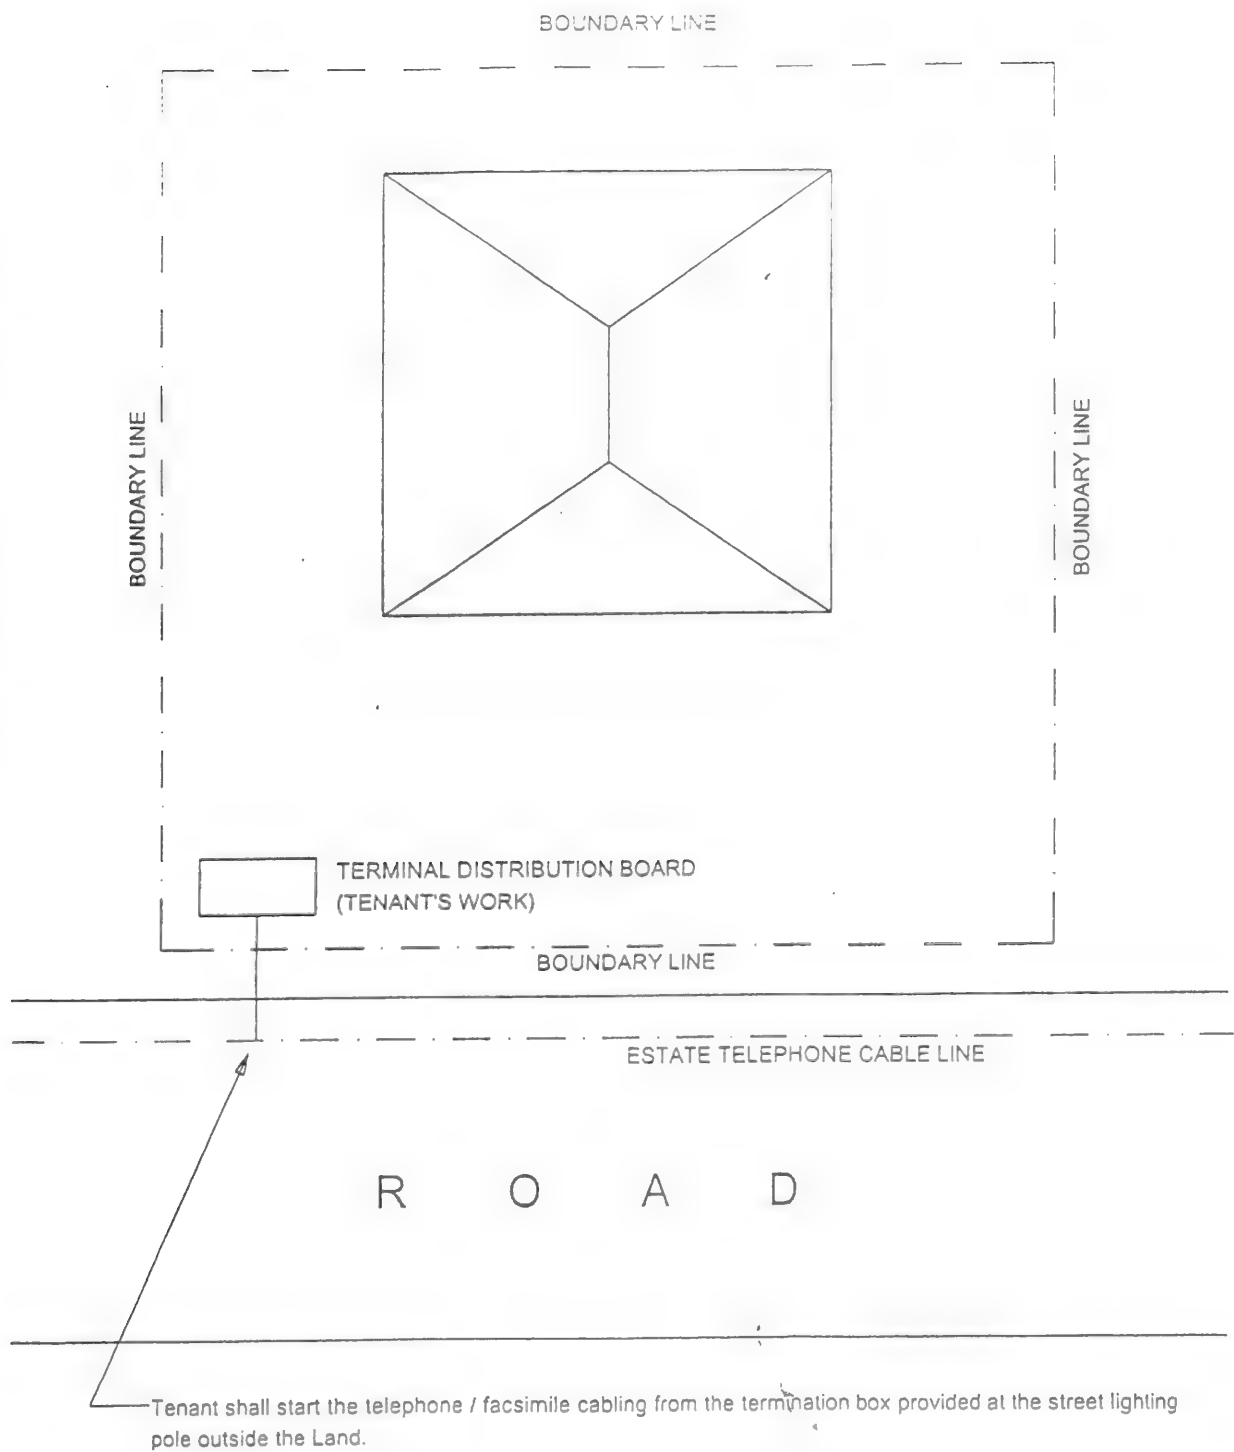 BOUNDARY LINE
BOUNDARY LINE
BOUNDARY LINE
TERMINAL DISTRIBUTION BOARD
(TENANT'S WORK)
BOUNDARY LINE
ESTATE TELEPHONE CABLE LINE
R O A D
Tenant shall start the telephone / facsimile cabling from the termination box provided at the street lighting
pole outside the Land.